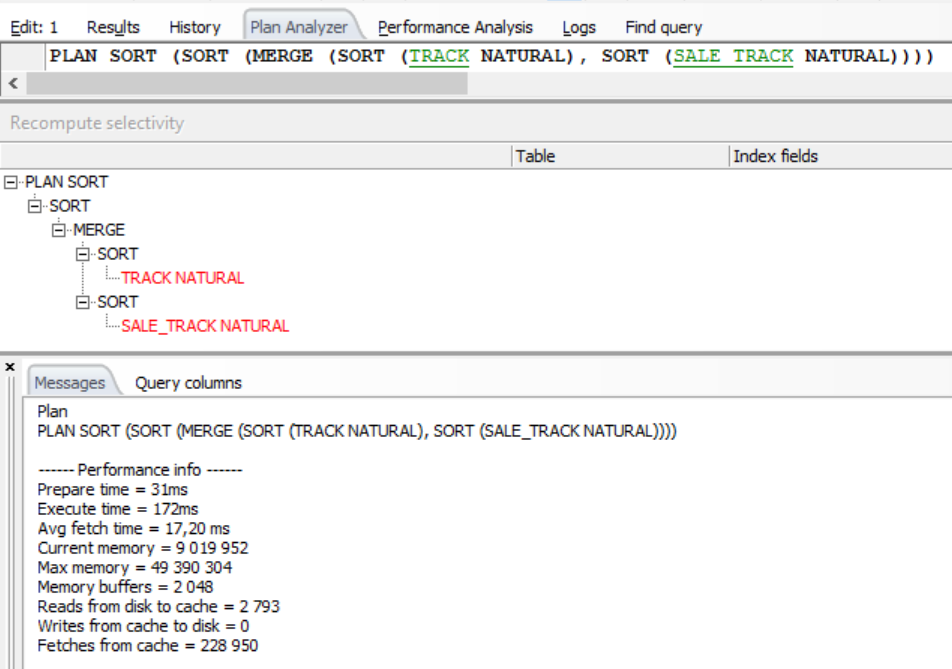 Edit: 1 Results History Plan Analyzer Performance Analysis Logs Find query
PLAN SORT (SORT (MERGE (SORT (TRACK NATURAL), SORT (SALE_TRACK NATURAL))))
Recompute selectivity
Table Index fields
PLAN SORT
SORT
MERGE
SORT
TRACK NATURAL
SORT
SALE_TRACK NATURAL
Messages Query columns
Plan
PLAN SORT (SORT (MERGE (SORT (TRACK NATURAL), SORT (SALE_TRACK NATURAL))))
------ Performance info ------
Prepare time = 31ms
Execute time = 172ms
Avg fetch time = 17,20 ms
Current memory = 9 019 952
Max memory = 49 390 304
Memory buffers = 2 048
Reads from disk to cache = 2 793
Writes from cache to disk = 0
Fetches from cache = 228 950